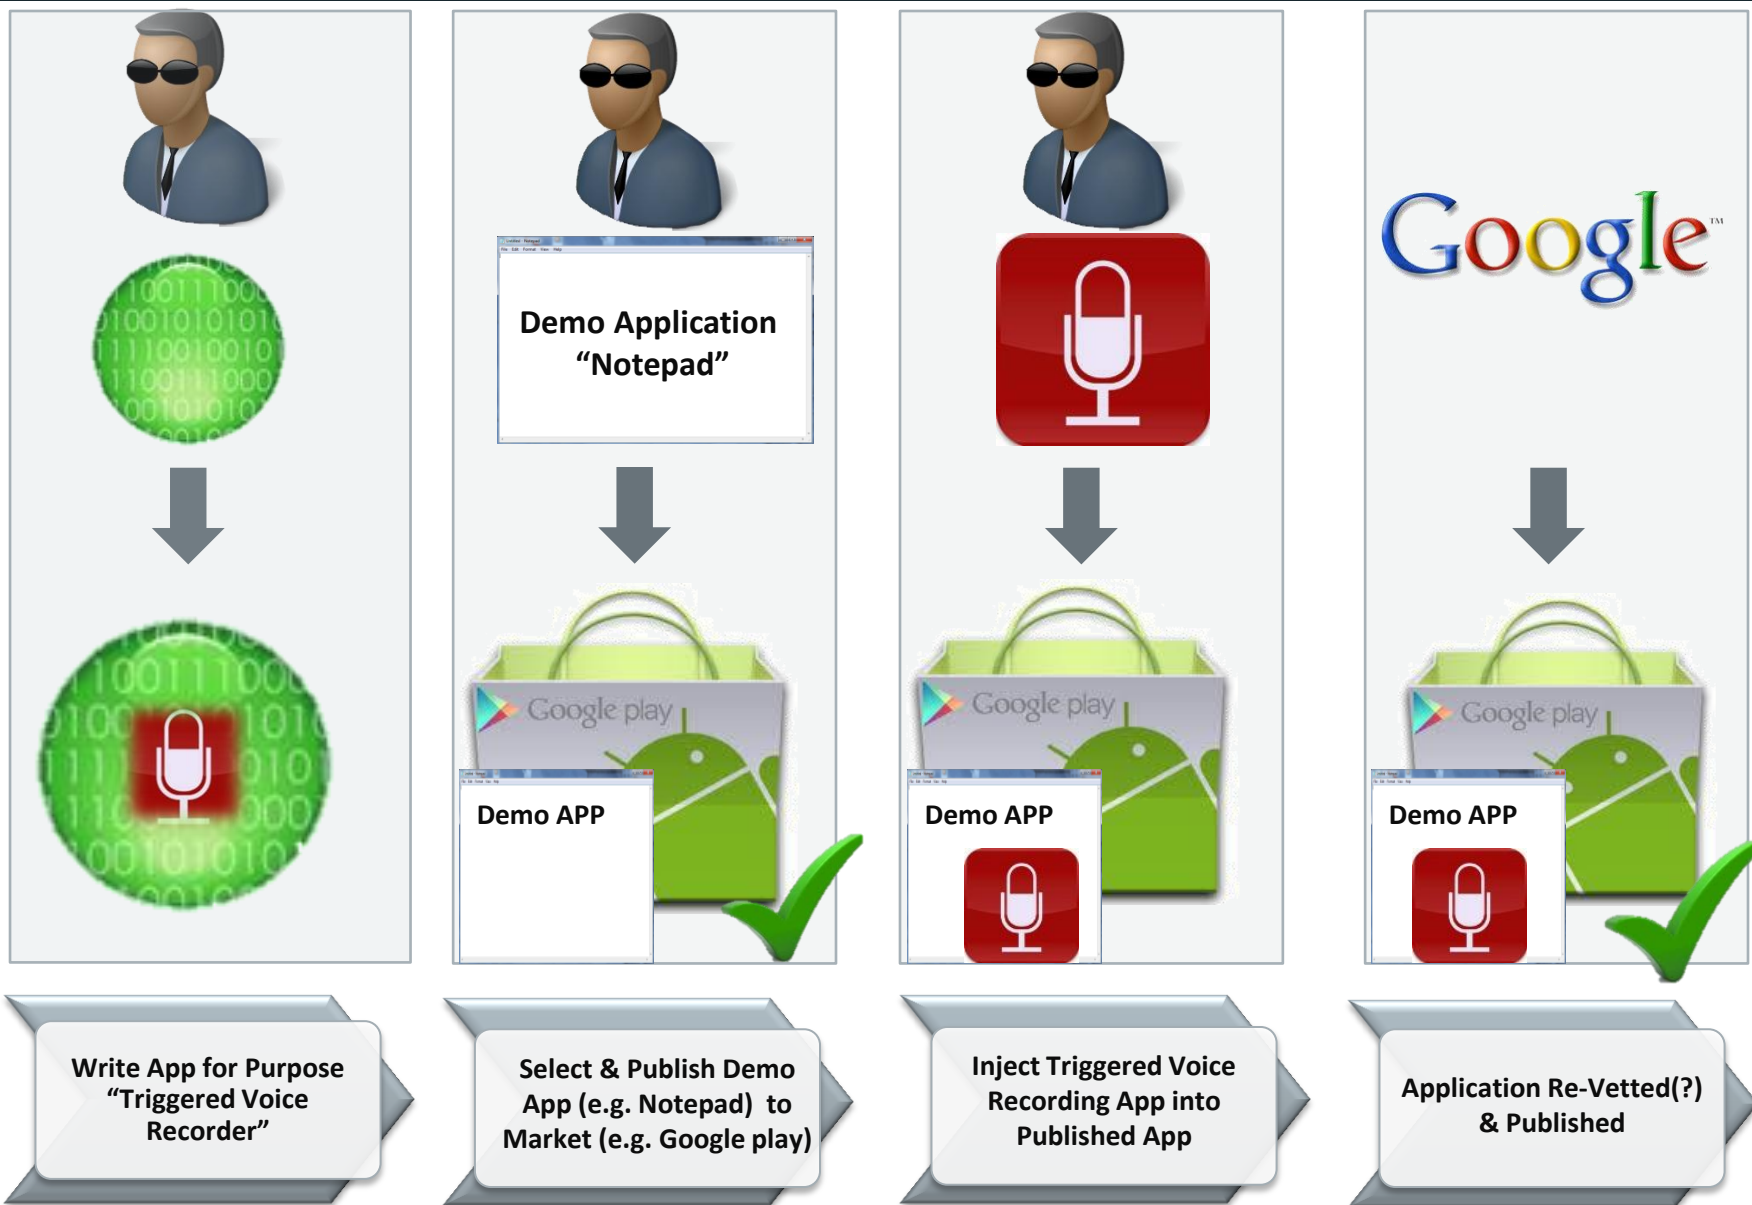 Demo Application
“Notepad”
Google™
Google play
Demo APP
Google play
Demo APP
Google play
Demo APP
Write App for Purpose
“Triggered Voice
Recorder”
Select & Publish Demo
App (e.g. Notepad) to
Market (e.g. Google play)
Inject Triggered Voice
Recording App into
Published App
Application Re-Vetted(?)
& Published